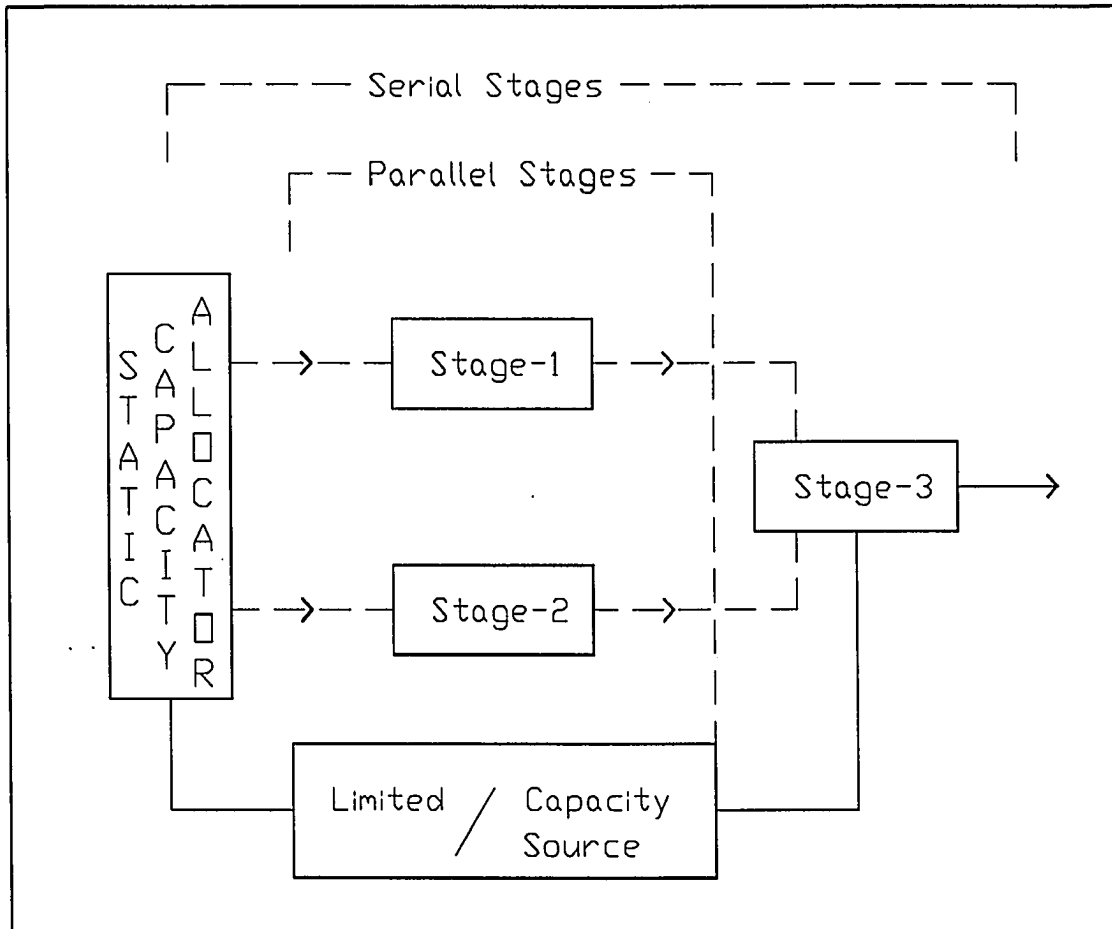 Serial Stages
Parallel Stages
STATIC
CAPACITY
ALLOCATOR
Stage-1
Stage-3
Stage-2
Limited / Capacity
Source